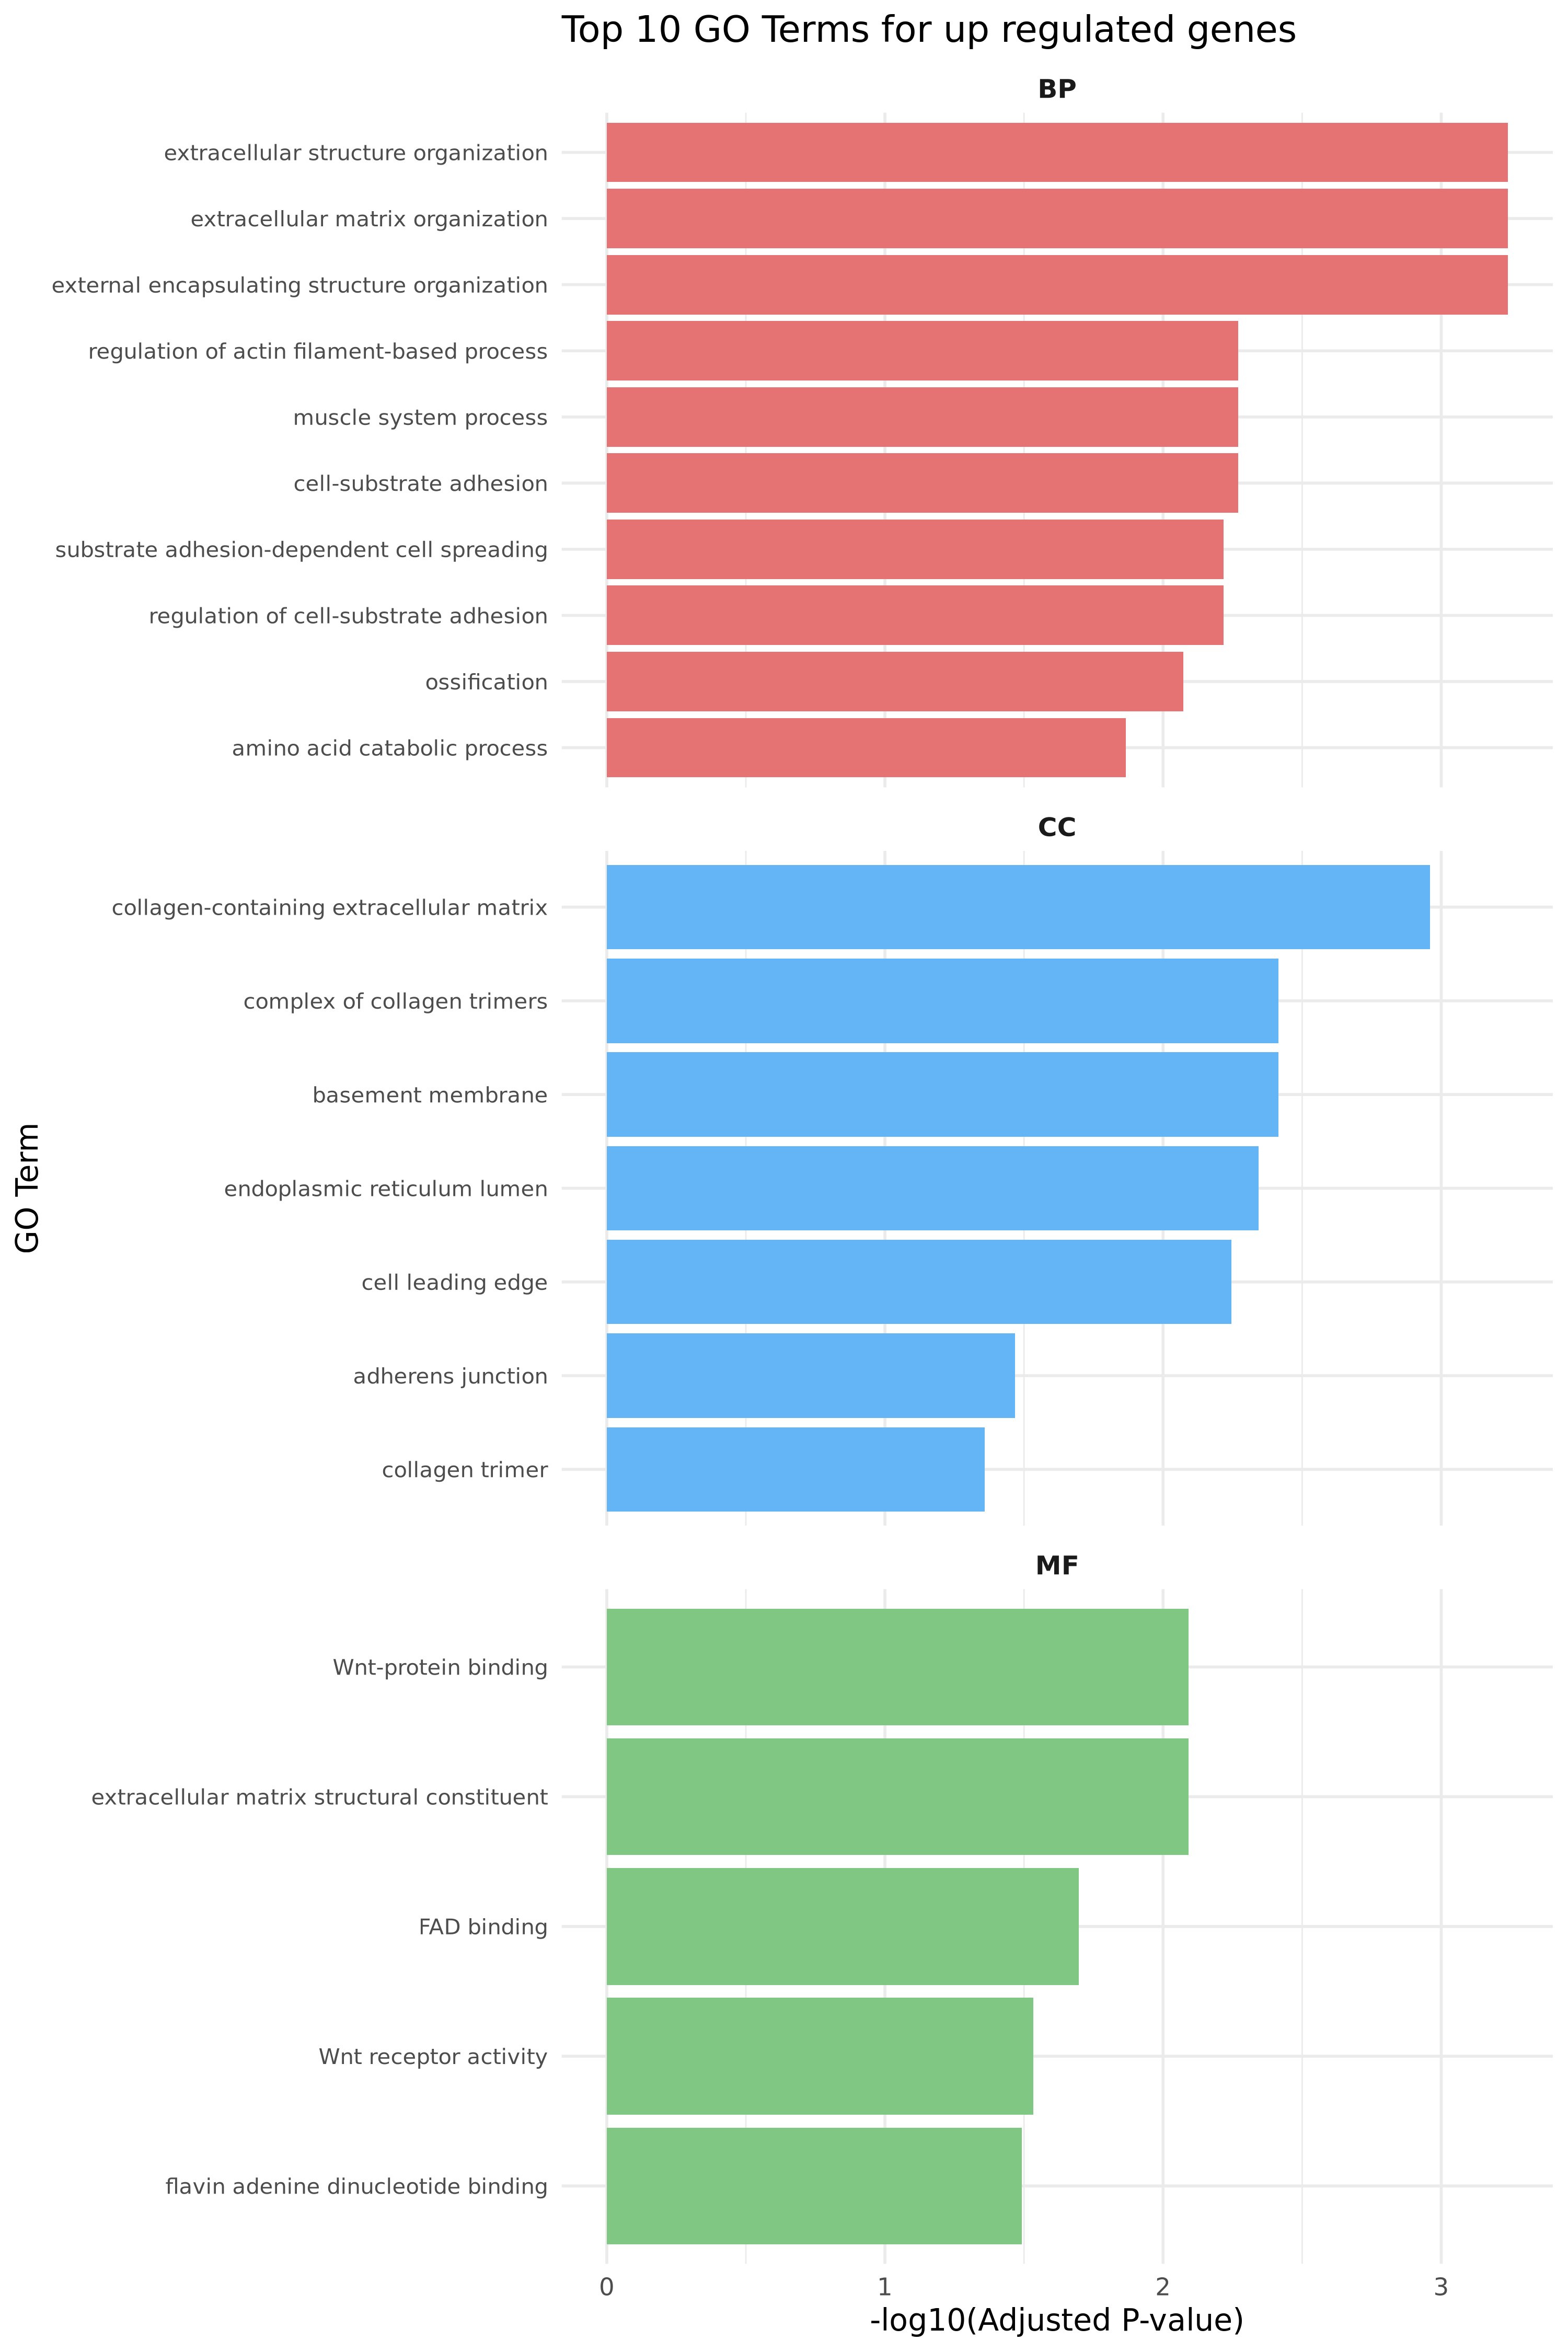 Top 10 GO Terms for up regulated genes
BP
extracellular structure organization
extracellular matrix organization
external encapsulating structure organization
regulation of actin filament-based process
muscle system process
cell-substrate adhesion
substrate adhesion-dependent cell spreading
regulation of cell-substrate adhesion
ossification
amino acid catabolic process
CC
collagen-containing extracellular matrix
complex of collagen trimers
basement membrane
endoplasmic reticulum lumen
cell leading edge
adherens junction
collagen trimer
GO Term
MF
Wnt-protein binding
extracellular matrix structural constituent
FAD binding
Wnt receptor activity
flavin adenine dinucleotide binding
0 1 2 3
-log10(Adjusted P-value)